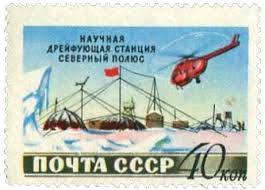 НАУЧНАЯ
ДРЕЙФУЮЩАЯ СТАНЦИЯ
СЕВЕРНЫЙ ПОЛЮС
ПОЧТА СССР 40 КОП